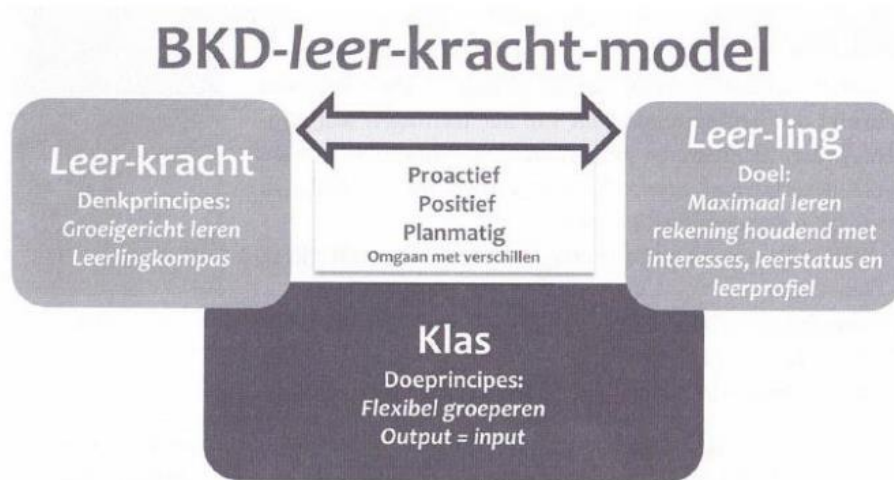 BKD-leer-kracht-model
Leer-kracht
Denkprincipes:
Groeigericht leren
Leerlingkompas
Proactief
Positief
Planmatig
Omgaan met verschillen
Leer-ling
Doel:
Maximaal leren
rekening houdend met
interesses, leerstatus en
leerprofiel
Klas
Doeprincipes:
Flexibel groeperen
Output = input